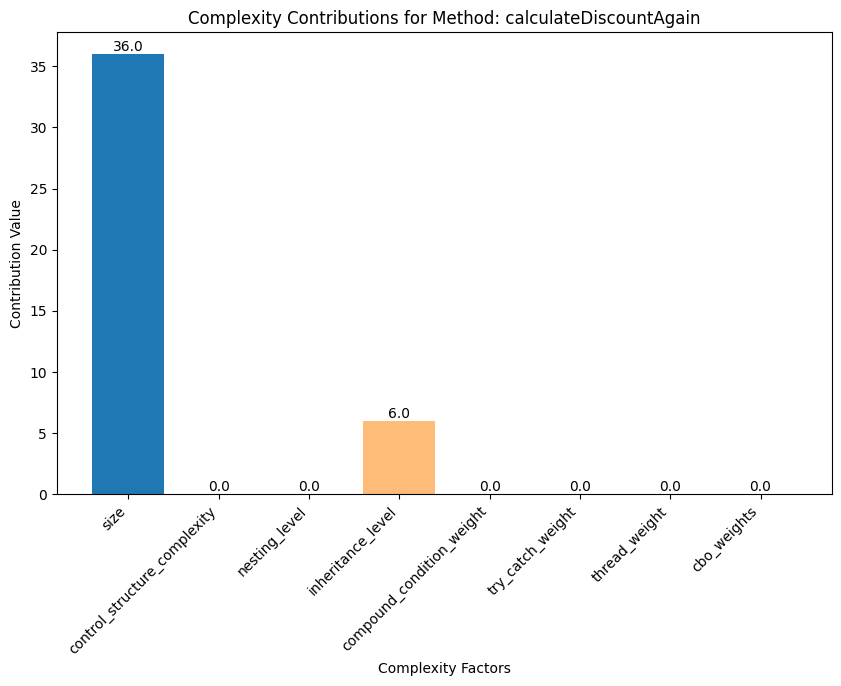 Complexity Contributions for Method: calculateDiscountAgain
Contribution Value
35
30
25
20
15
10
5
0
36.0
0.0
0.0
6.0
0.0
0.0
0.0
0.0
size
control_structure_complexity
nesting_level
inheritance_level
compound_condition_weight
try_catch_weight
thread_weight
cbo_weights
Complexity Factors